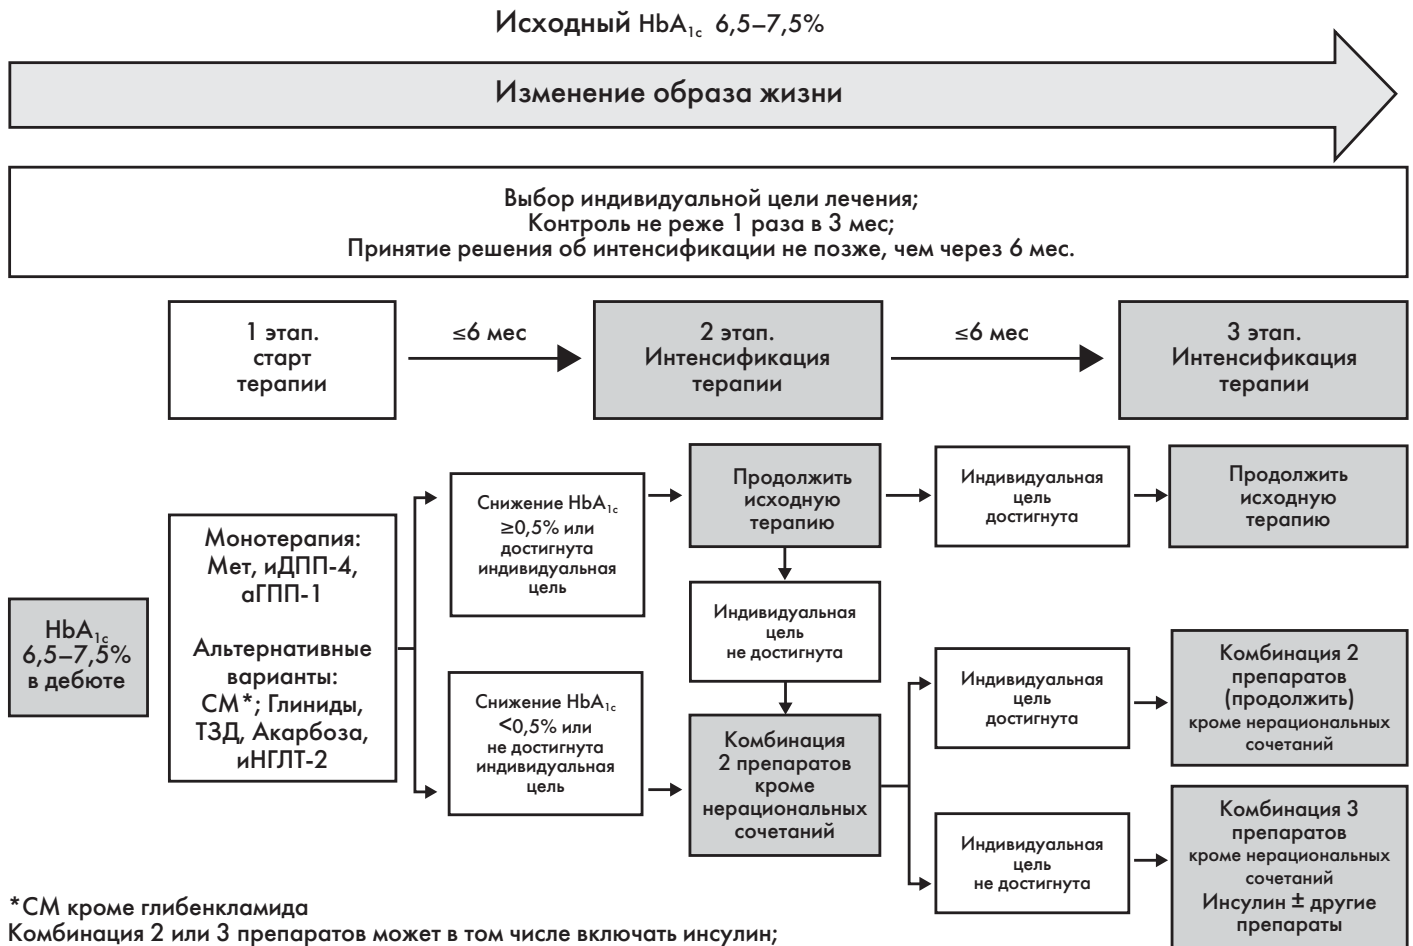 Исходный HbA1c 6,5–7,5%
Изменение образа жизни
Выбор индивидуальной цели лечения;
Контроль не реже 1 раза в 3 мес;
Принятие решения об интенсификации не позже, чем через 6 мес.
1 этап.
старт
терапии
≤6 мес
2 этап.
Интенсификация
терапии
≤6 мес
3 этап.
Интенсификация
терапии
HbA1c
6,5–7,5%
в дебюте
Монотерапия:
Мет, иДПП-4,
аГПП-1
Альтернативные
варианты:
СМ*; Глиниды,
ТЗД, Акарбоза,
иНГЛТ-2
Снижение HbA1c
≥0,5% или
достигнута
индивидуальная
цель
Продолжить
исходную
терапию
Индивидуальная
цель
достигнута
Продолжить
исходную
терапию
Индивидуальная
цель
не достигнута
Снижение HbA1c
<0,5% или
не достигнута
индивидуальная
цель
Комбинация
2 препаратов
кроме
нерациональных
сочетаний
Индивидуальная
цель
достигнута
Комбинация 2
препаратов
(продолжить)
кроме нерациональных
сочетаний
Индивидуальная
цель
не достигнута
Комбинация 3
препаратов
кроме нерациональных
сочетаний
Инсулин ± другие
препараты
*СМ кроме глибенкламида
Комбинация 2 или 3 препаратов может в том числе включать инсулин;